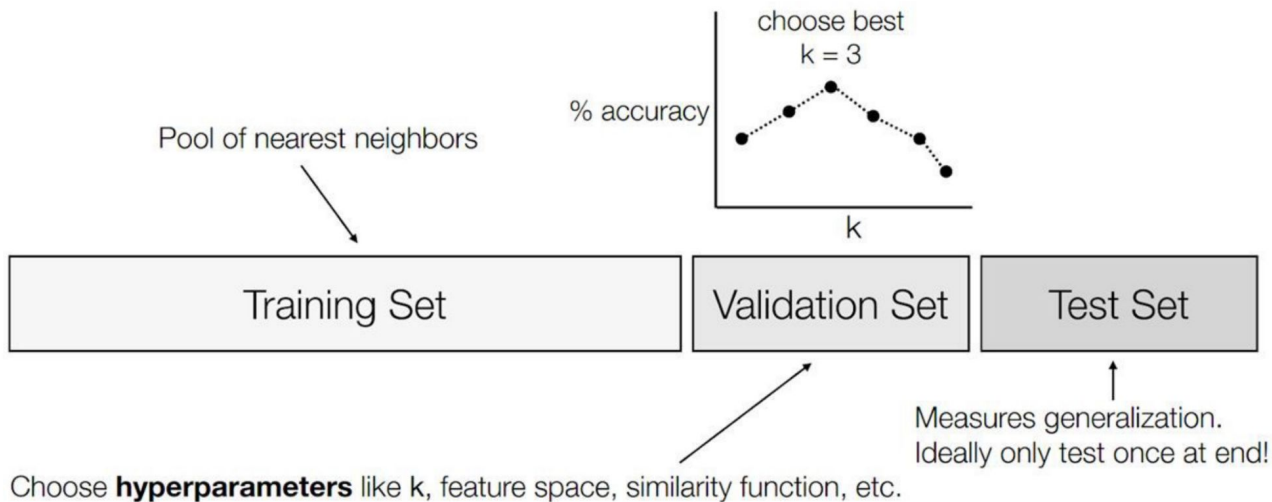 choose best
k = 3
% accuracy
k
Pool of nearest neighbors
Training Set
Validation Set
Test Set
Measures generalization.
Ideally only test once at end!
Choose hyperparameters like k, feature space, similarity function, etc.